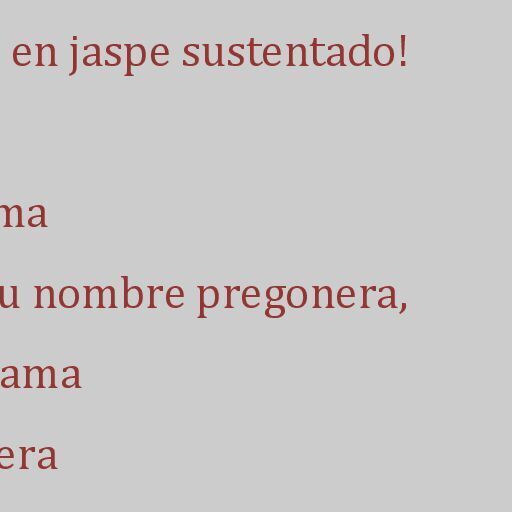 en jaspe sustentado!
ma
u nombre pregonera,
ama
era